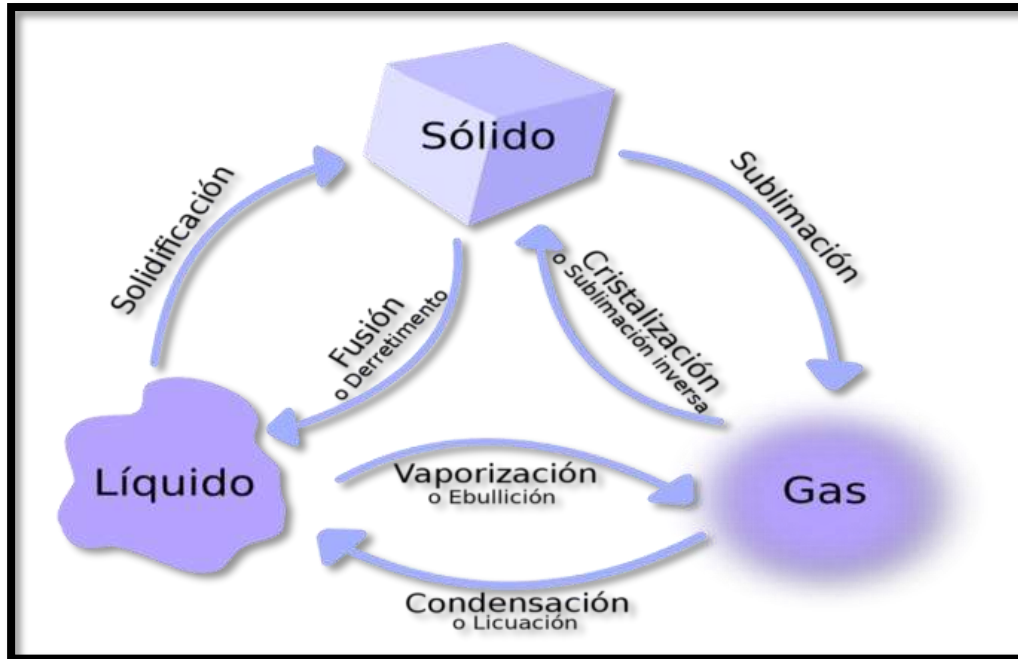 Sólido
Solidificación
Sublimación
Fusión
o Derretimento
Cristalización
o Sublimación inversa
Líquido
Vaporización
o Ebullición
Gas
Condensación
o Licuación